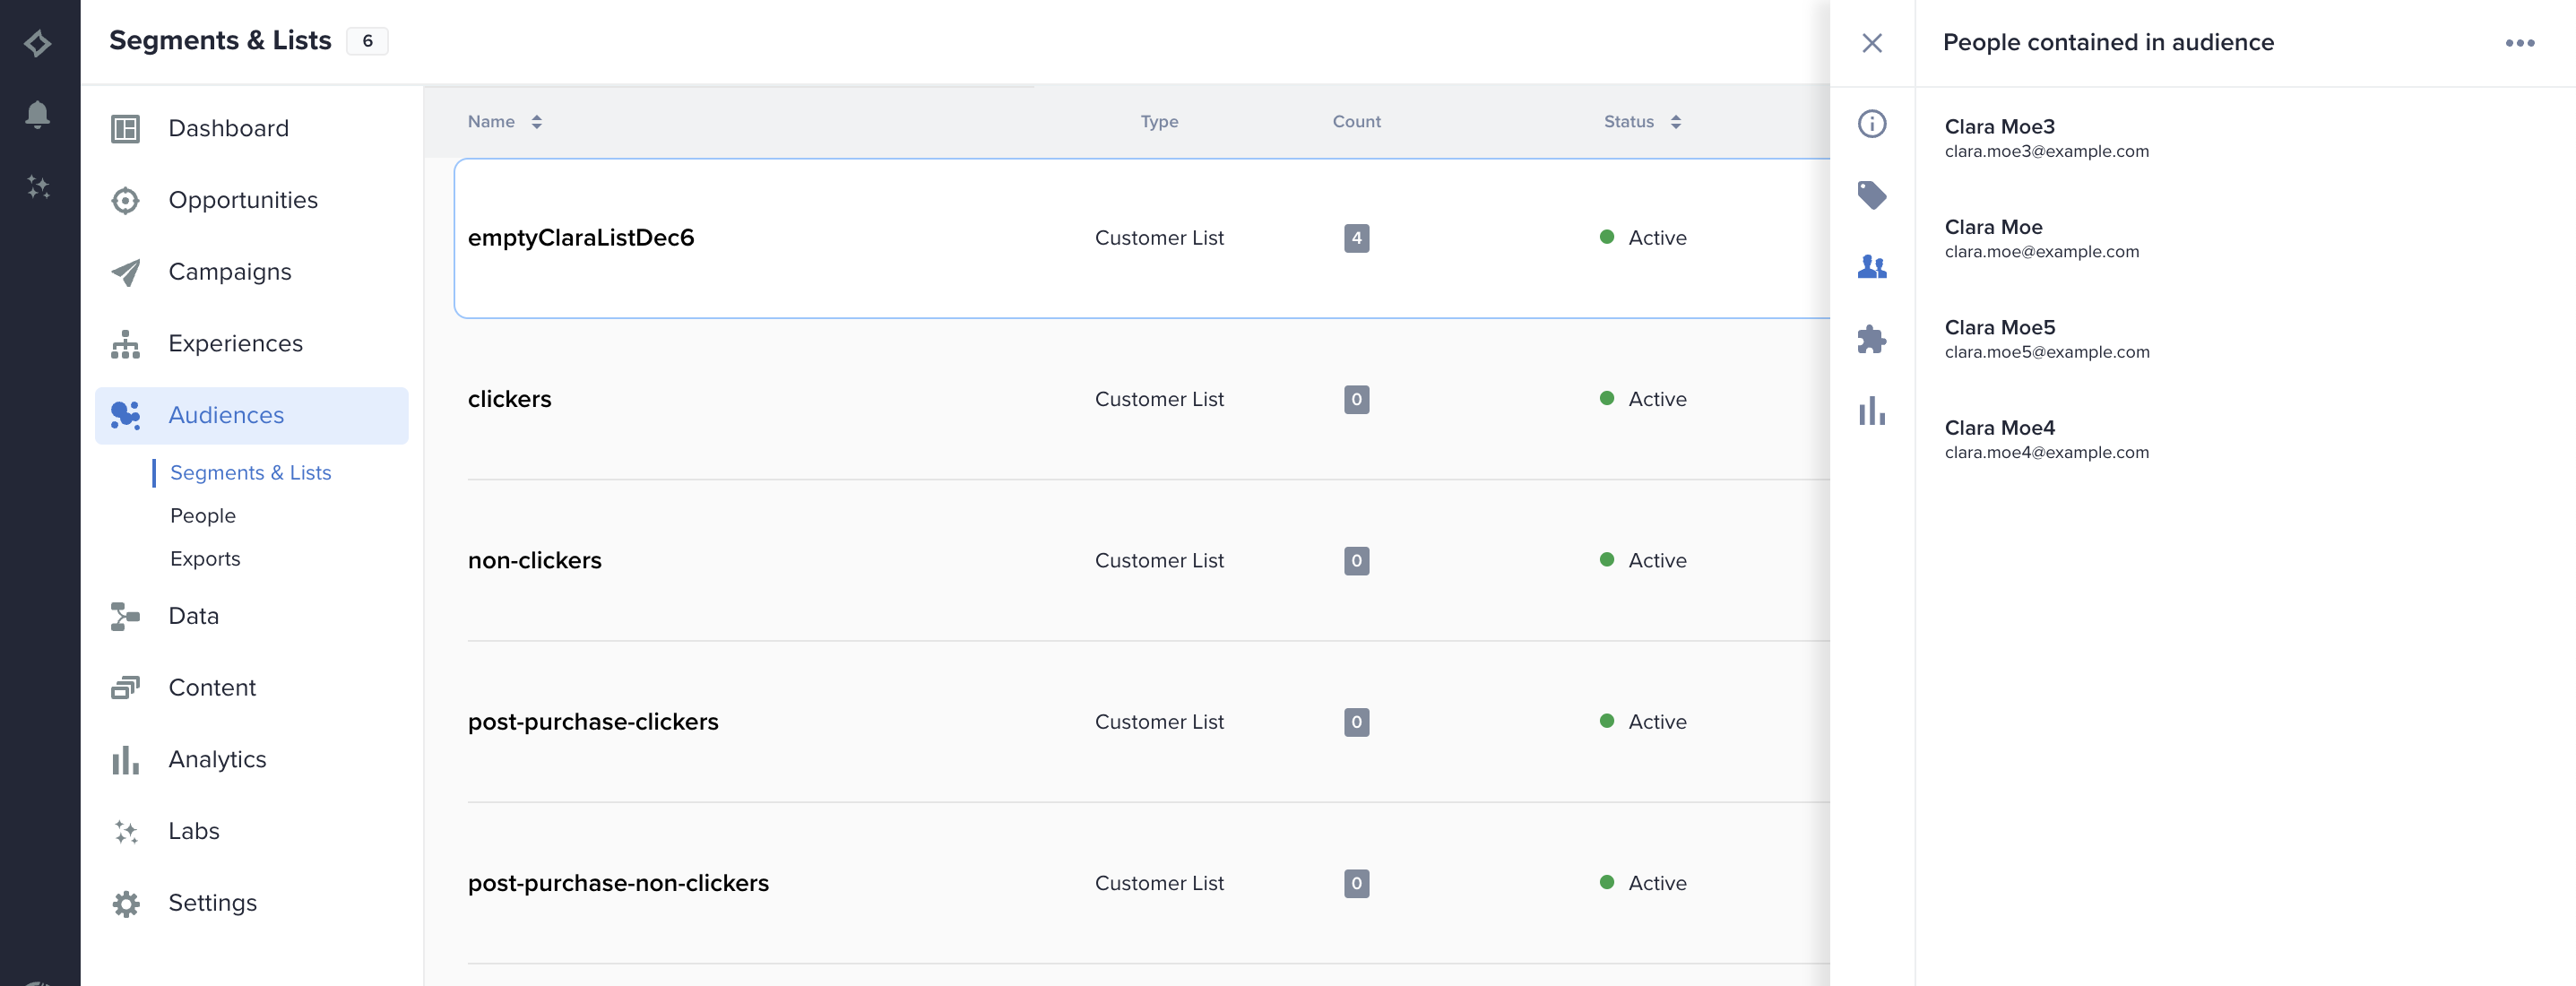 Segments & Lists 6
Dashboard
Opportunities
Campaigns
Experiences
Audiences
Segments & Lists
People
Exports
Data
Content
Analytics
Labs
Settings
Name Type Count Status
emptyClaraListDec6 Customer List 4 Active
clickers Customer List 0 Active
non-clickers Customer List 0 Active
post-purchase-clickers Customer List 0 Active
post-purchase-non-clickers Customer List 0 Active
People contained in audience
Clara Moe3
clara.moe3@example.com
Clara Moe
clara.moe@example.com
Clara Moe5
clara.moe5@example.com
Clara Moe4
clara.moe4@example.com